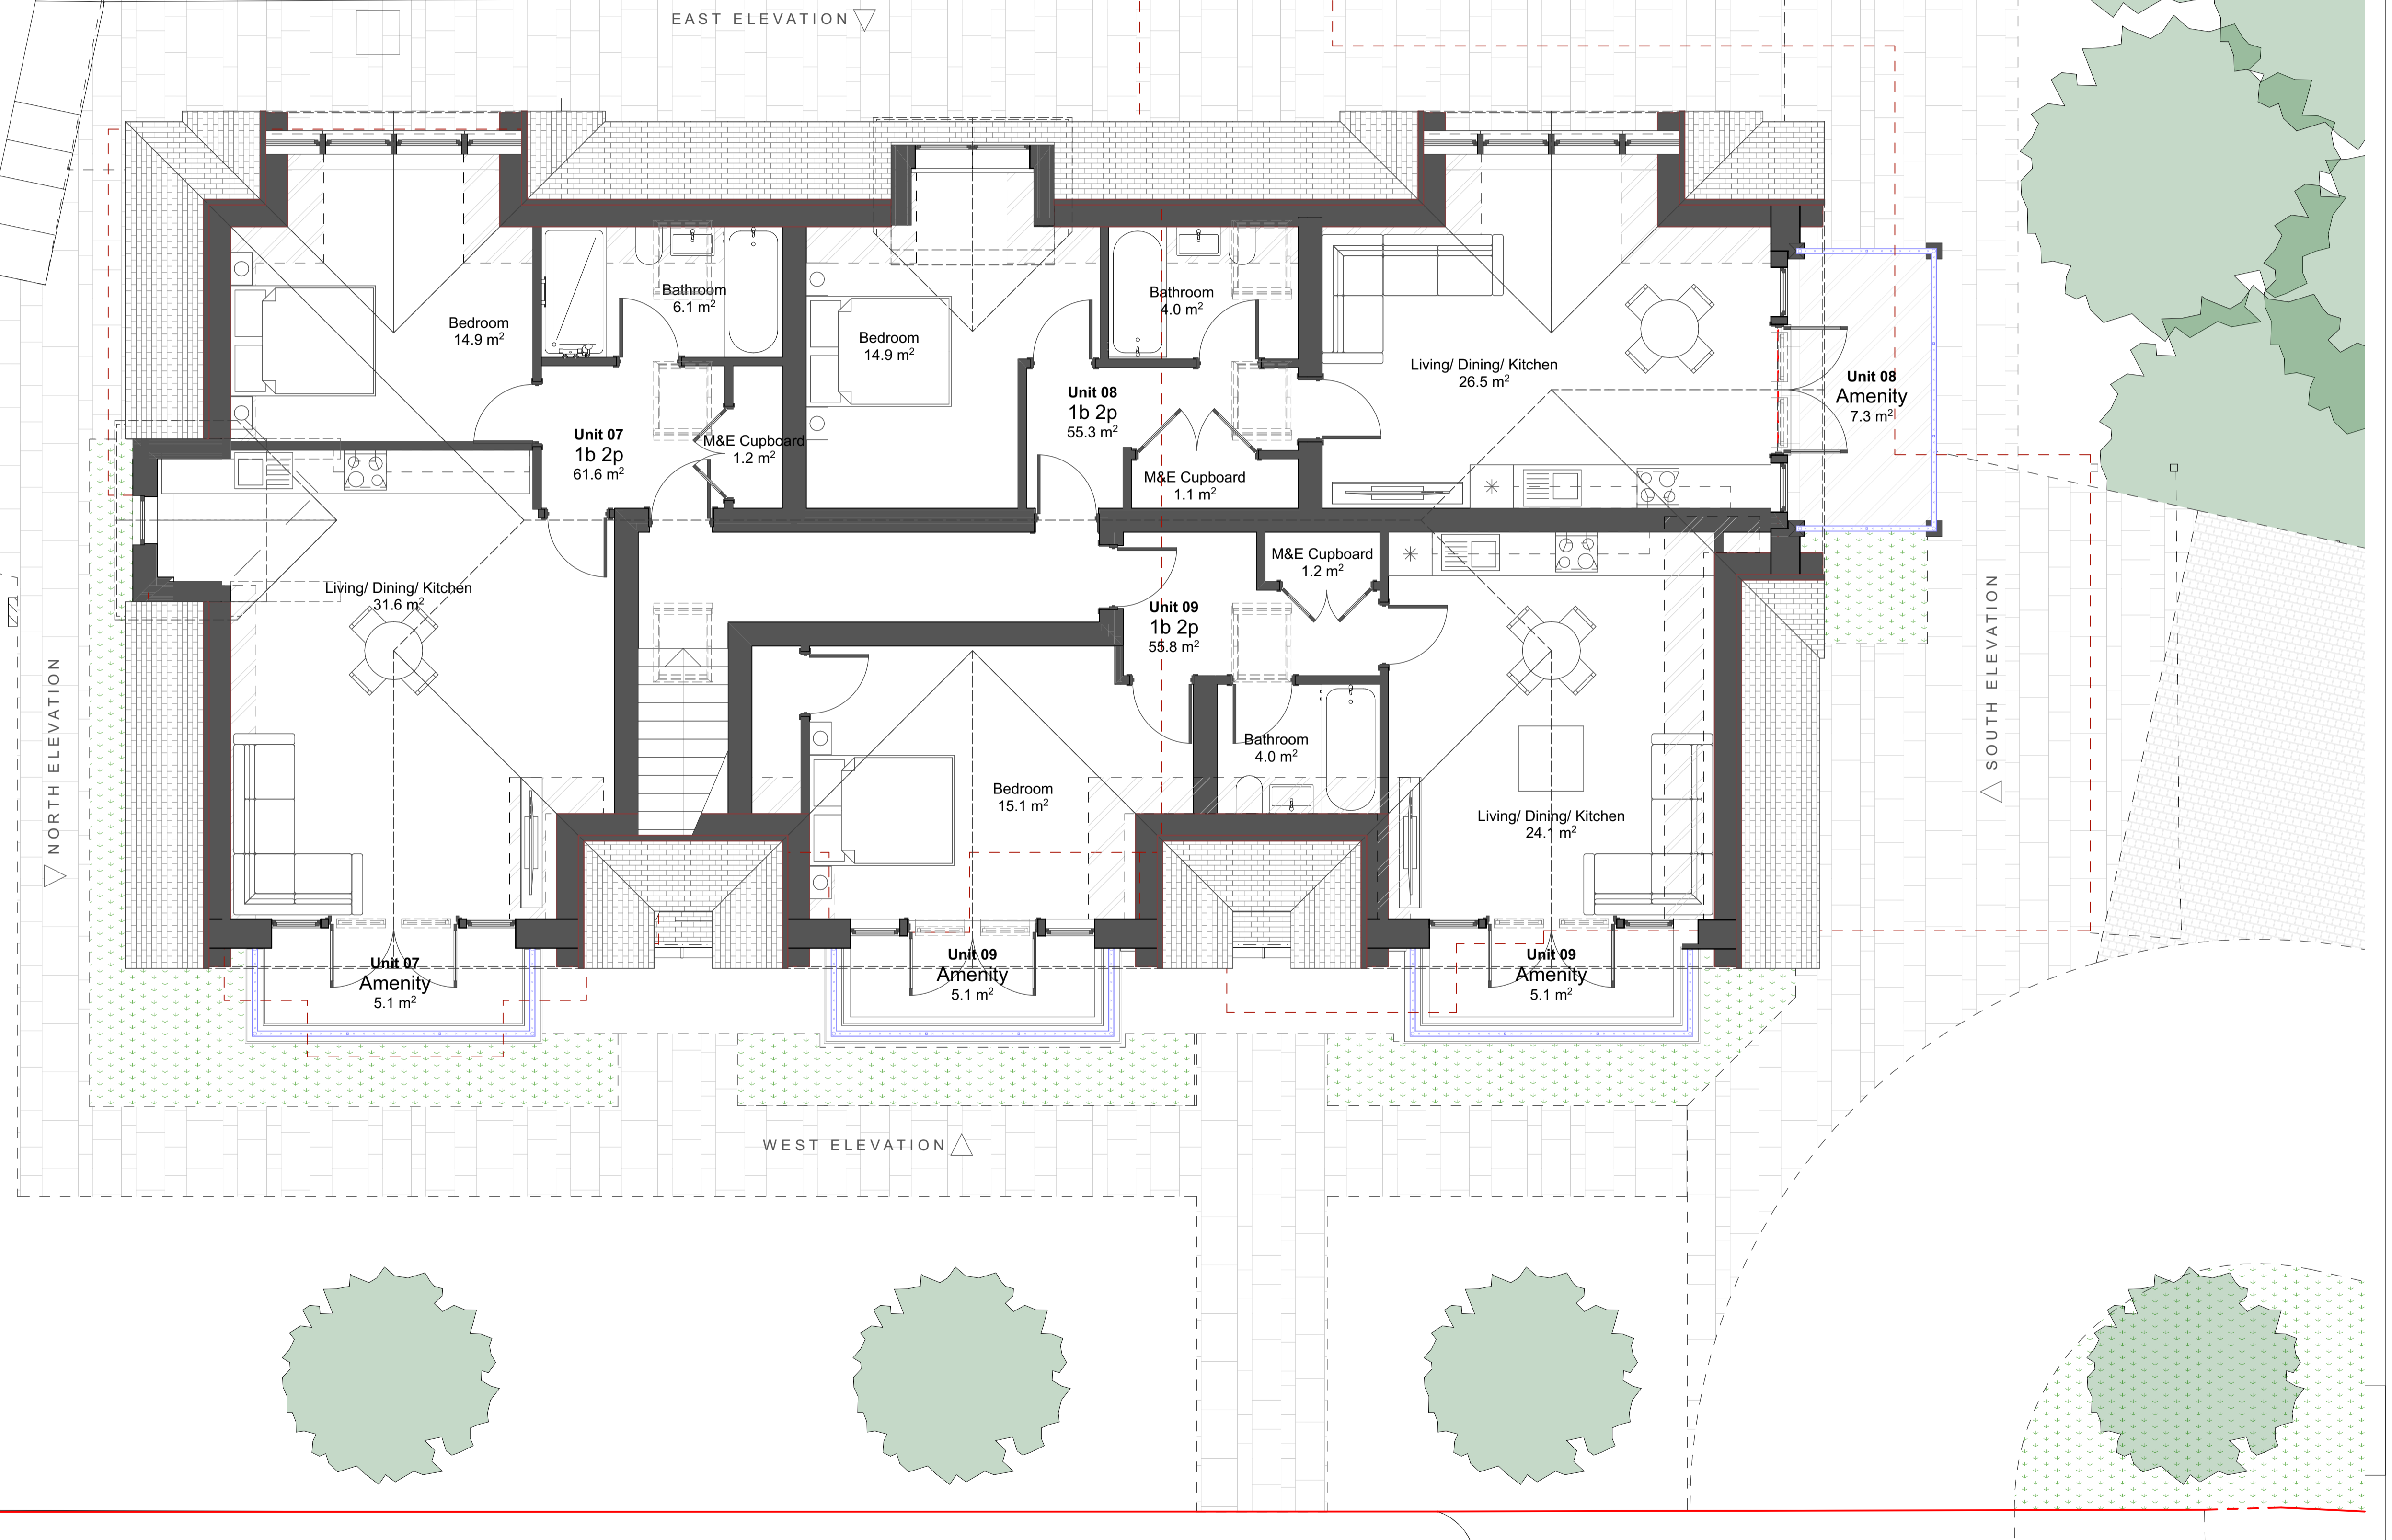 EAST ELEVATION
Bathroom
6.1 m²
Bedroom
14.9 m²
Bathroom
4.0 m²
Bedroom
14.9 m²
Living/ Dining/ Kitchen
26.5 m²
Unit 08
Amenity
7.3 m²
Unit 07
1b 2p
61.6 m²
M&E Cupboard
1.2 m²
Unit 08
1b 2p
55.3 m²
M&E Cupboard
1.1 m²
Living/ Dining/ Kitchen
31.6 m²
M&E Cupboard
1.2 m²
Unit 09
1b 2p
55.8 m²
NORTH ELEVATION
SOUTH ELEVATION
Bathroom
4.0 m²
Bedroom
15.1 m²
Living/ Dining/ Kitchen
24.1 m²
Unit 07
Amenity
5.1 m²
Unit 09
Amenity
5.1 m²
Unit 09
Amenity
5.1 m²
WEST ELEVATION